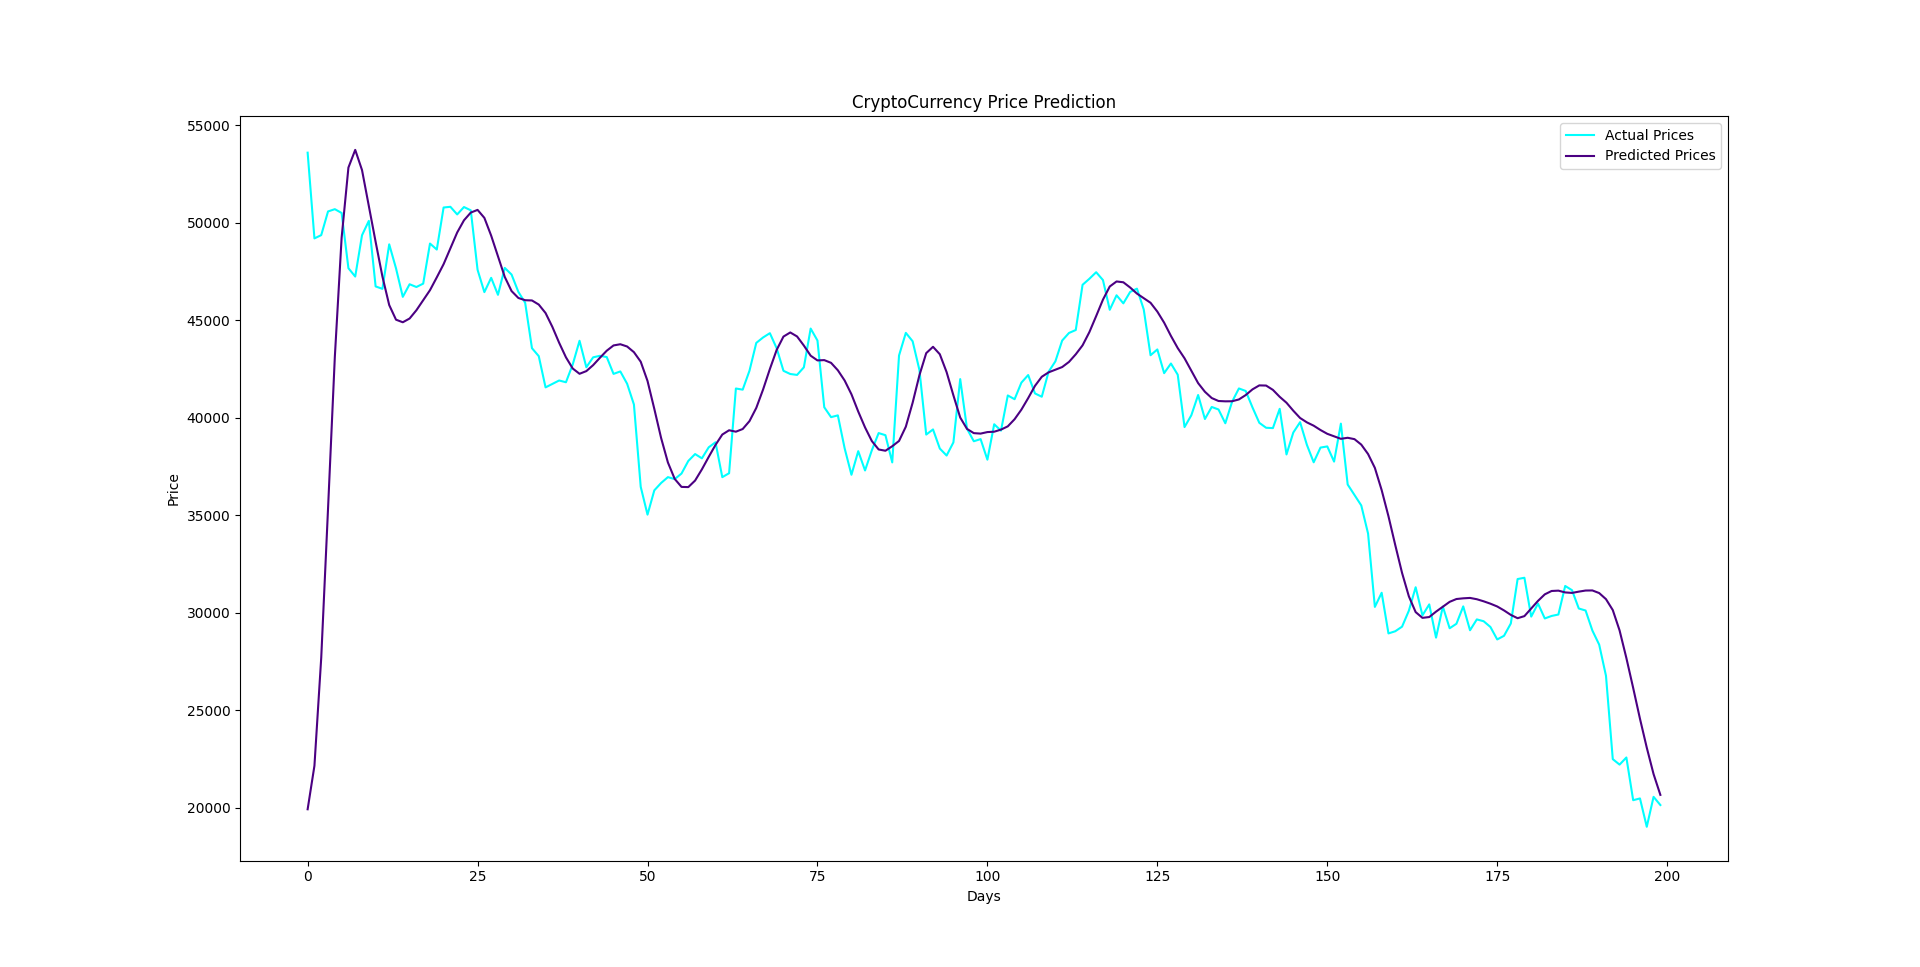 CryptoCurrency Price Prediction
Actual Prices
Predicted Prices
55000
50000
45000
40000
35000
30000
25000
20000
Price
0 25 50 75 100 125 150 175 200
Days